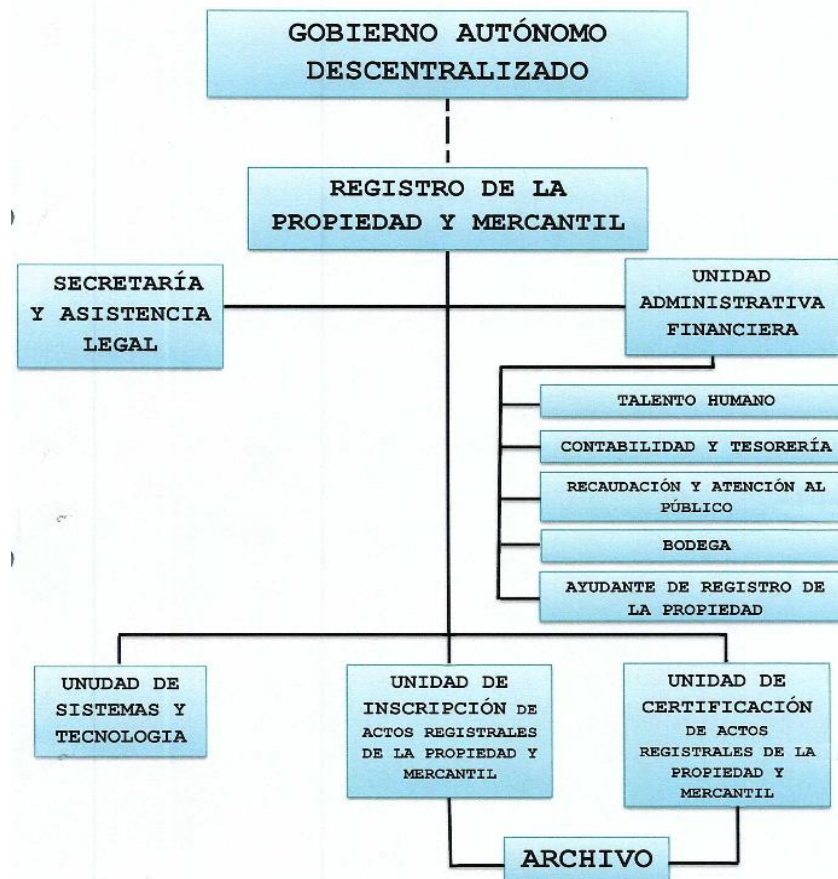 GOBIERNO AUTÓNOMO
DESCENTRALIZADO
REGISTRO DE LA
PROPIEDAD Y MERCANTIL
SECRETARÍA
Y ASISTENCIA
LEGAL
UNIDAD
ADMINISTRATIVA
FINANCIERA
TALENTO HUMANO
CONTABILIDAD Y TESORERÍA
RECAUDACIÓN Y ATENCIÓN AL
PÚBLICO
BODEGA
AYUDANTE DE REGISTRO DE
LA PROPIEDAD
UNUDAD DE
SISTEMAS Y
TECNOLOGIA
UNIDAD DE
INSCRIPCIÓN DE
ACTOS REGISTRALES
DE LA PROPIEDAD Y
MERCANTIL
UNIDAD DE
CERTIFICACIÓN
DE ACTOS
REGISTRALES DE LA
PROPIEDAD Y
MERCANTIL
ARCHIVO